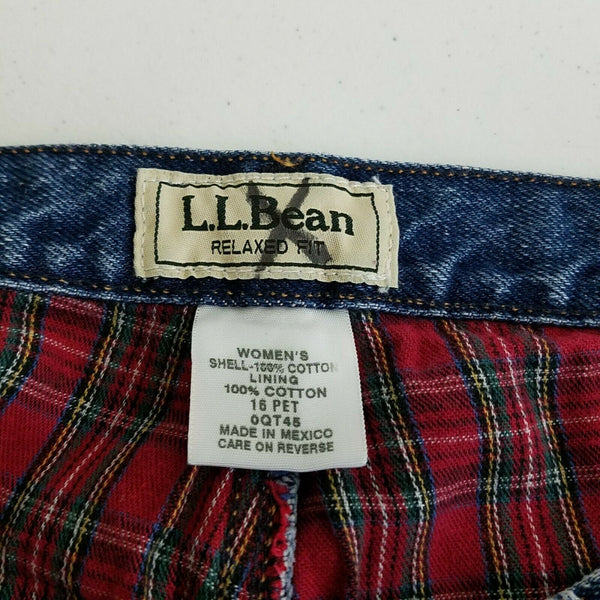 L.L.Bean
RELAXED FIT
WOMEN'S
SHELL-100% COTTON
LINING
100% COTTON
16 PET
0QT45
MADE IN MEXICO
CARE ON REVERSE